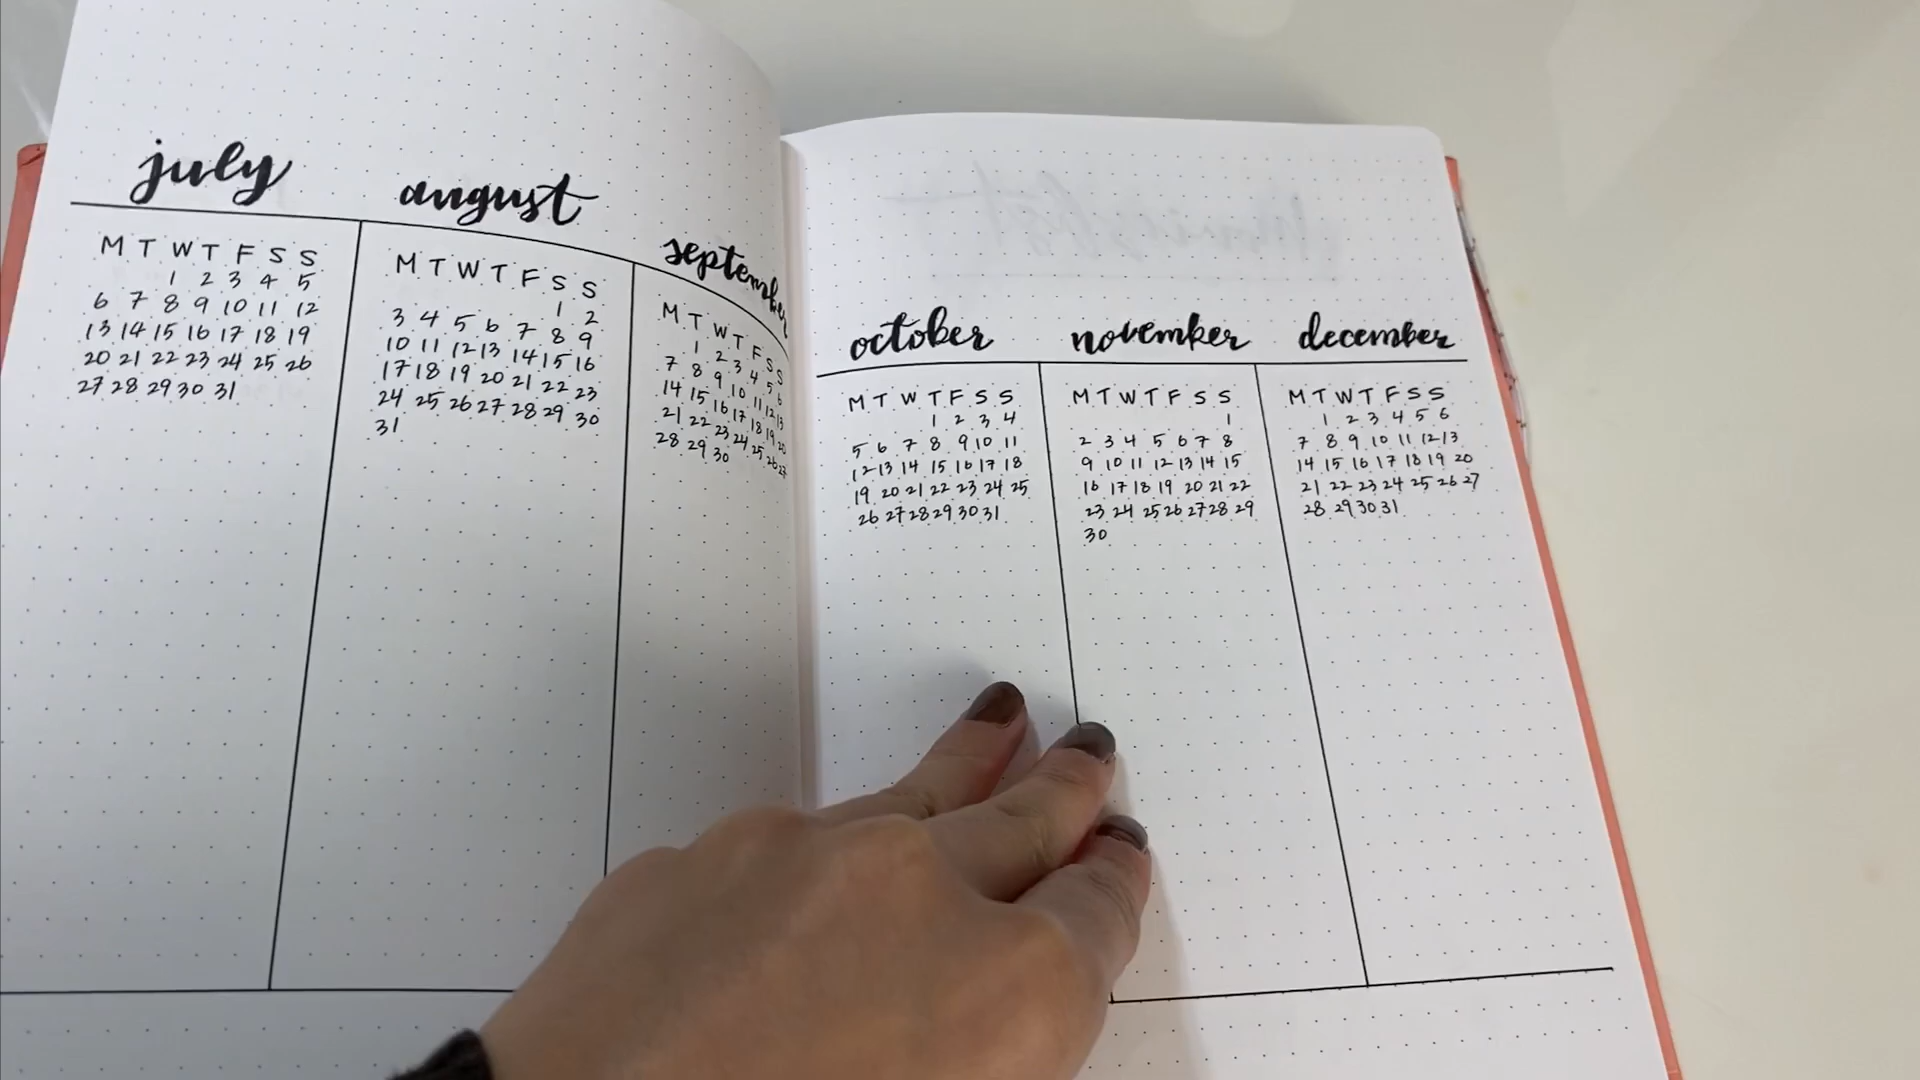 july
M T W T F S S
1 2 3 4 5
6 7 8 9 10 11 12
13 14 15 16 17 18 19
20 21 22 23 24 25 26
27 28 29 30 31
august
M T W T F S S
1 2
3 4 5 6 7 8 9
10 11 12 13 14 15 16
17 18 19 20 21 22 23
24 25 26 27 28 29 30
31
september
M T W T F S S
1 2 3 4 5 6
7 8 9 10 11 12 13
14 15 16 17 18 19 20
21 22 23 24 25 26 27
28 29 30
october
M T W T F S S
1 2 3 4
5 6 7 8 9 10 11
12 13 14 15 16 17 18
19 20 21 22 23 24 25
26 27 28 29 30 31
november
M T W T F S S
1
2 3 4 5 6 7 8
9 10 11 12 13 14 15
16 17 18 19 20 21 22
23 24 25 26 27 28 29
30
december
M T W T F S S
1 2 3 4 5 6
7 8 9 10 11 12 13
14 15 16 17 18 19 20
21 22 23 24 25 26 27
28 29 30 31